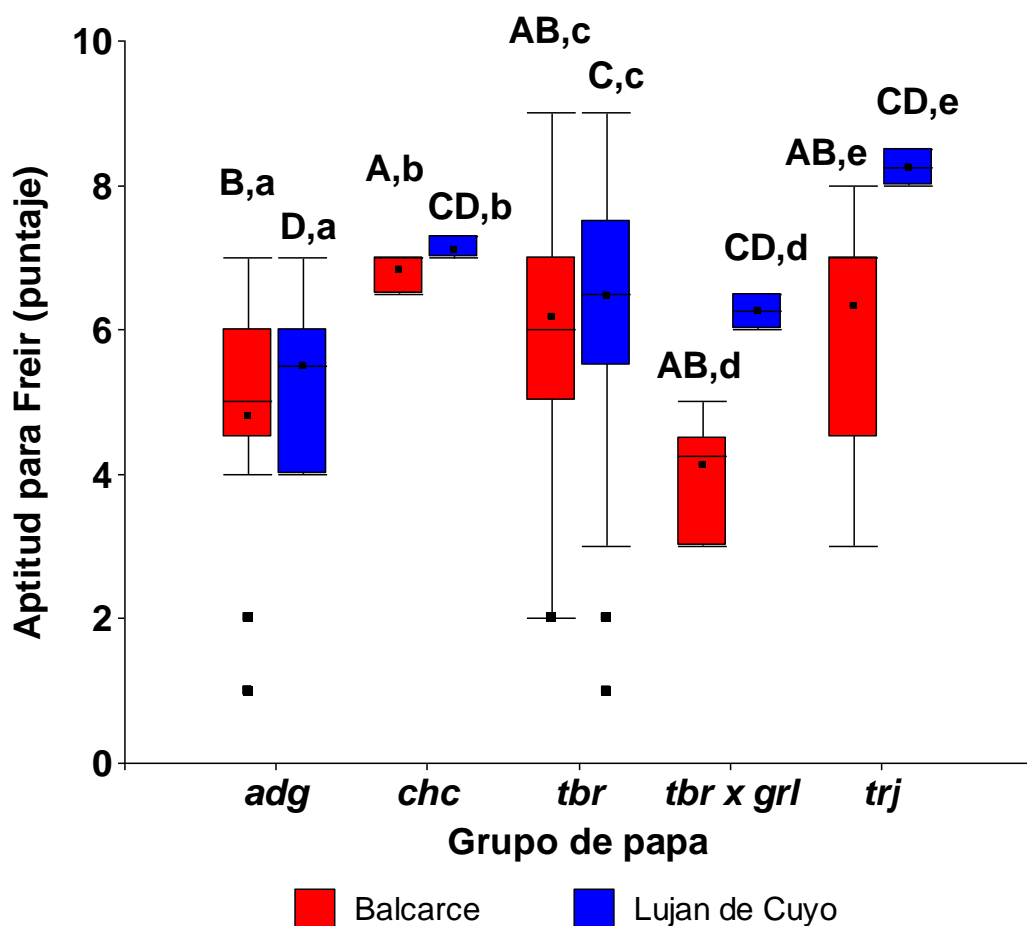 Aptitud para Freir (puntaje)
10
8
6
4
2
0
B,a
D,a
A,b
CD,b
AB,c
C,c
AB,d
CD,d
AB,e
CD,e
adg chc tbr tbr x grl trj
Grupo de papa
Balcarce Lujan de Cuyo